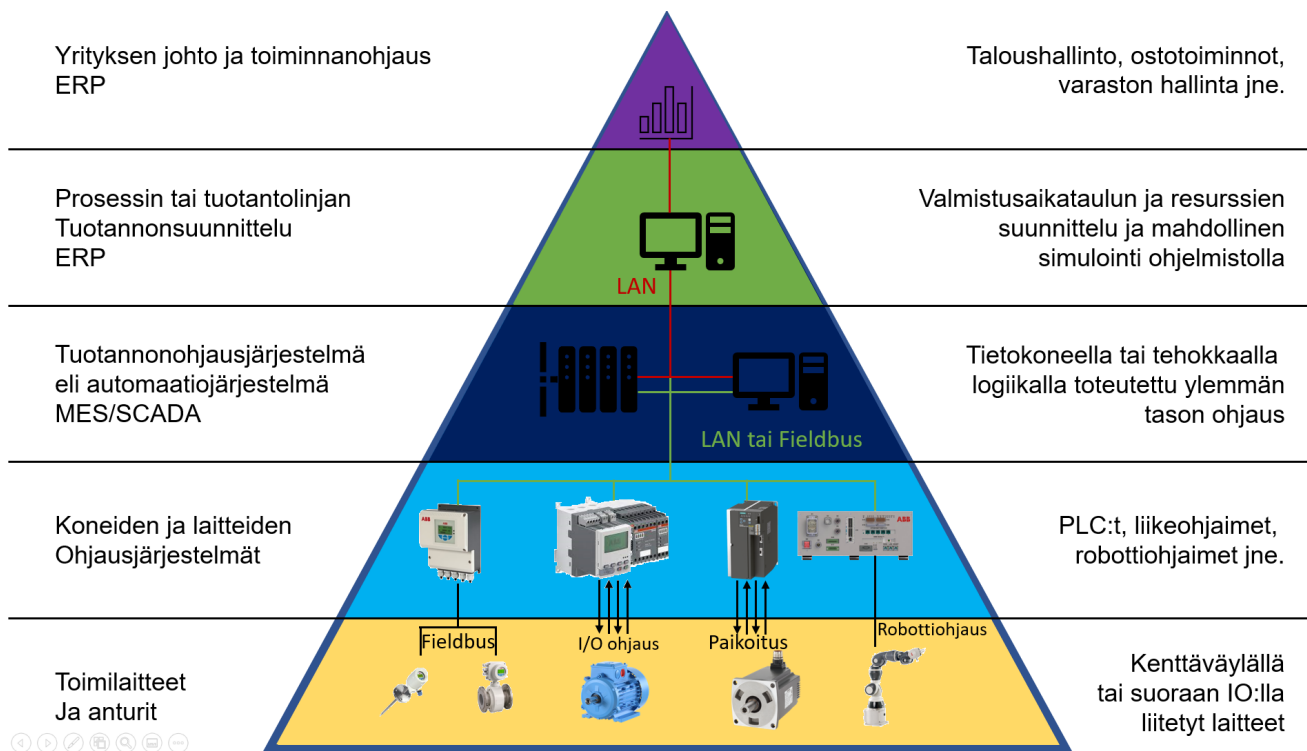 Yrityksen johto ja toiminnanohjaus
ERP
Taloushallinto, ostotoiminnot,
varaston hallinta jne.
Prosessin tai tuotantolinjan
Tuotannonsuunnittelu
ERP
Valmistusaikataulun ja resurssien
suunnittelu ja mahdollinen
simulointi ohjelmistolla
LAN
Tuotannonohjausjärjestelmä
eli automaatiojärjestelmä
MES/SCADA
Tietokoneella tai tehokkaalla
logiikalla toteutettu ylemmän
tason ohjaus
LAN tai Fieldbus
Koneiden ja laitteiden
Ohjausjärjestelmät
ABB
ABB
PLC:t, liikeohjaimet,
robottiohjaimet jne.
Fieldbus
I/O ohjaus
Paikoitus
Robottiohjaus
Toimilaitteet
Ja anturit
Kenttäväylällä
tai suoraan IO:lla
liitetyt laitteet